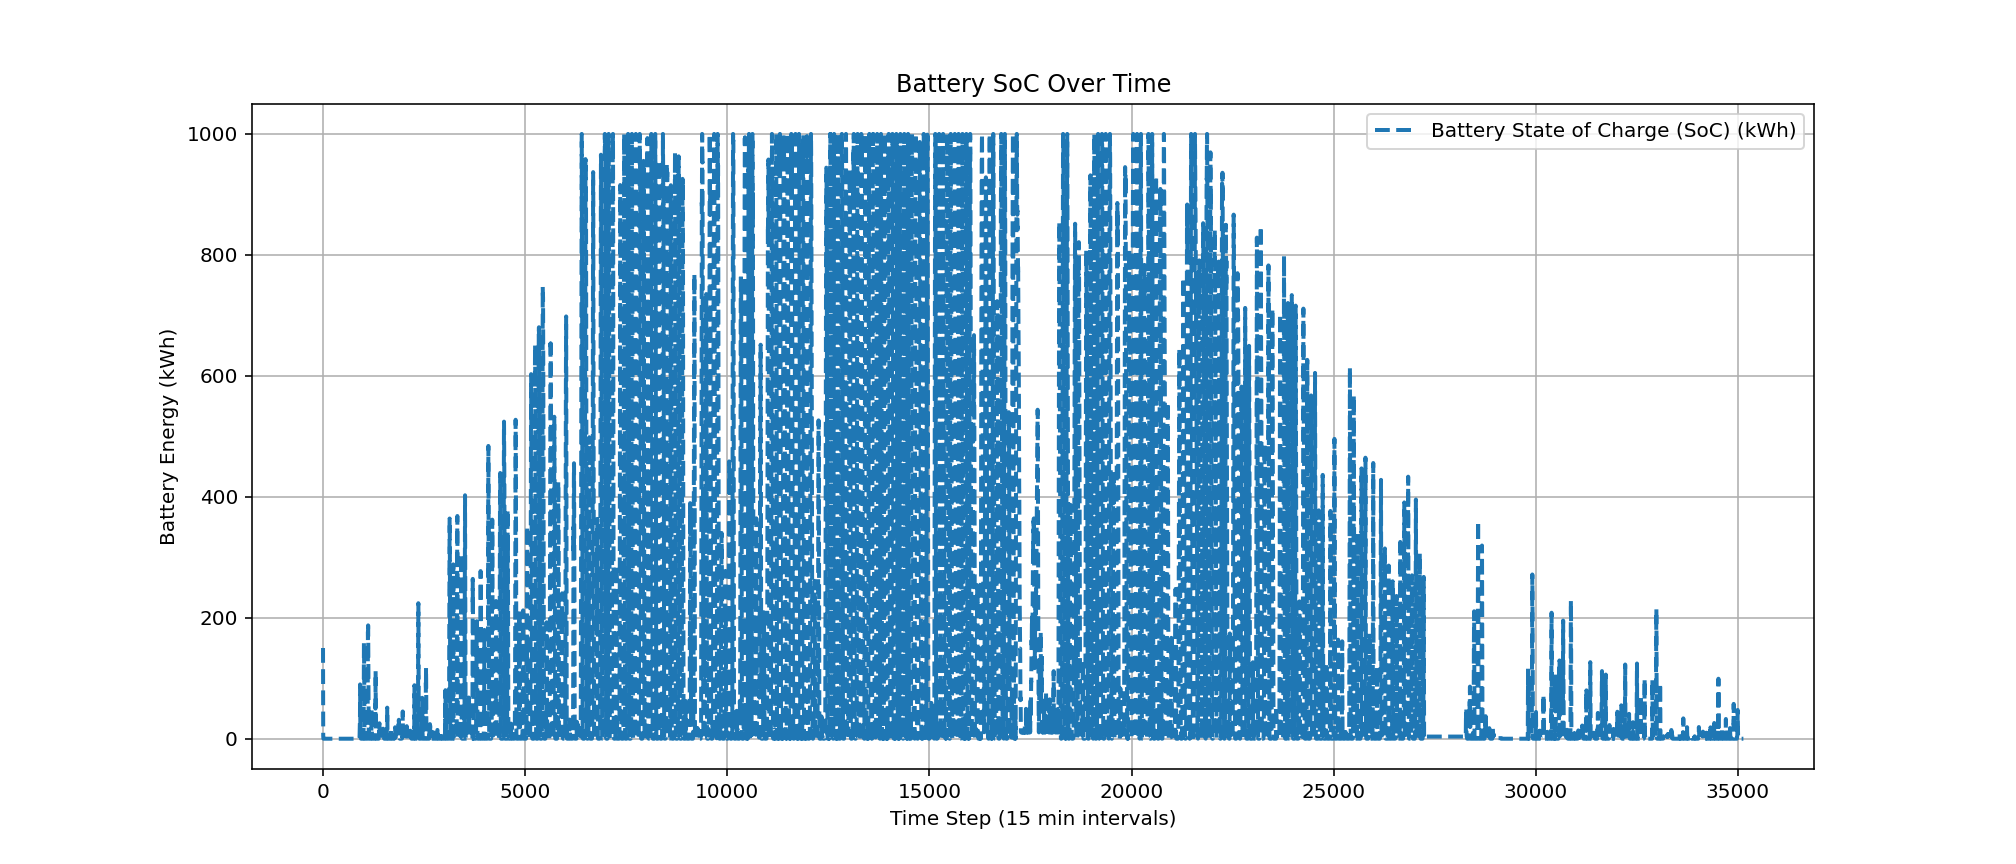 Battery SoC Over Time
Battery State of Charge (SoC) (kWh)
Battery Energy (kWh)
1000
800
600
400
200
0
0 5000 10000 15000 20000 25000 30000 35000
Time Step (15 min intervals)